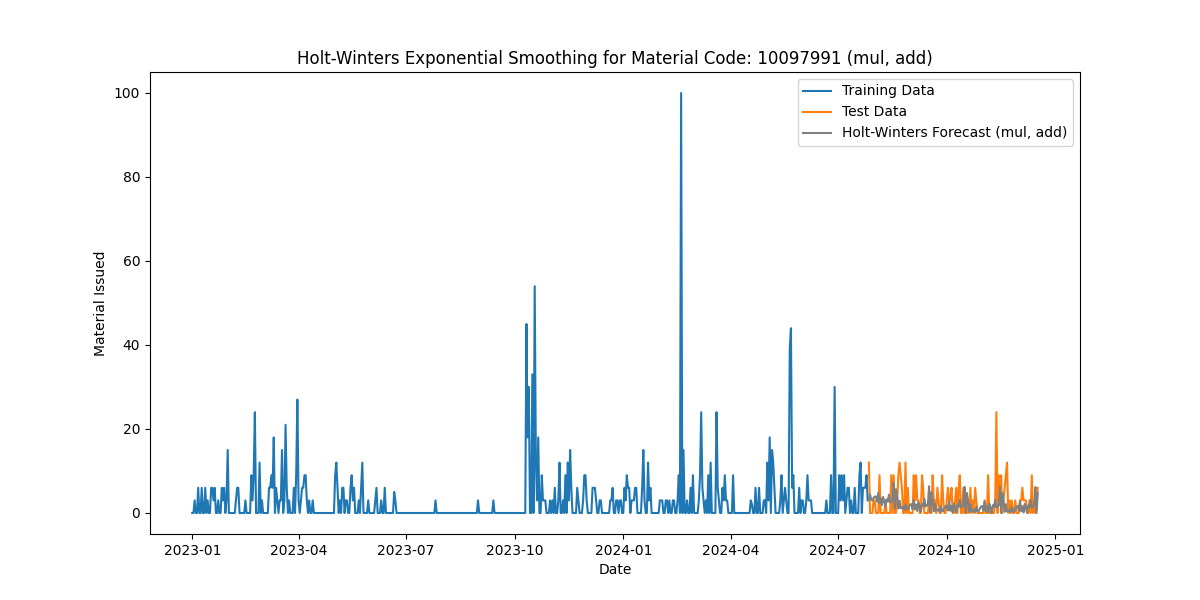 Holt-Winters Exponential Smoothing for Material Code: 10097991 (mul, add)
Training Data
Test Data
Holt-Winters Forecast (mul, add)
100
80
60
40
20
0
Material Issued
2023-01 2023-04 2023-07 2023-10 2024-01 2024-04 2024-07 2024-10 2025-01
Date